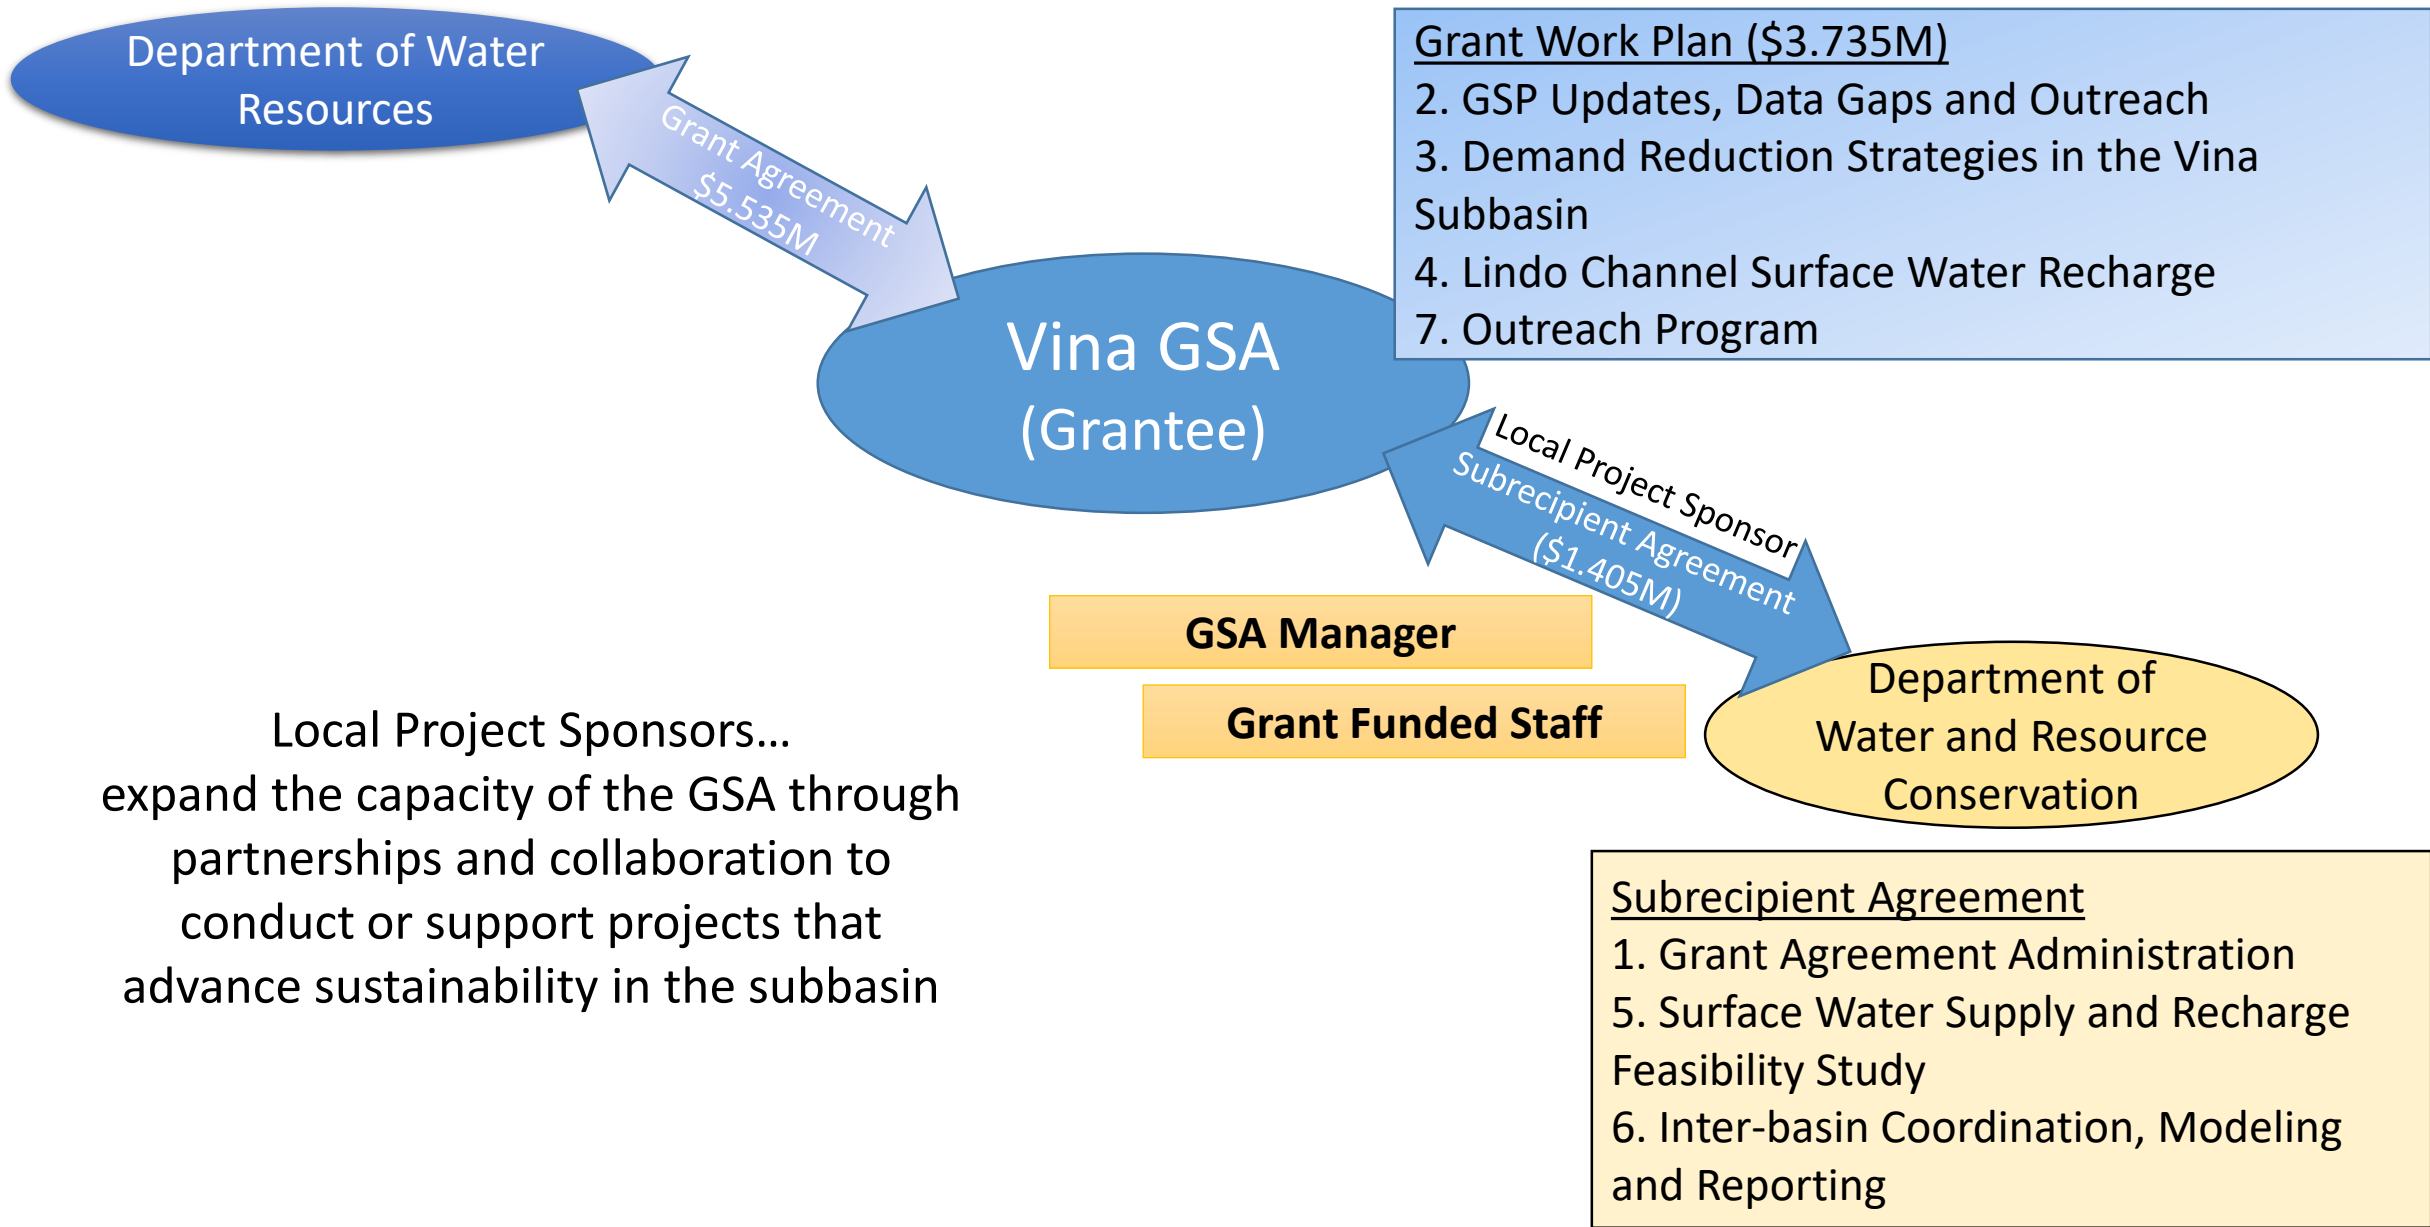 Department of Water
Resources
Grant Agreement
$5.535M
Grant Work Plan ($3.735M)
2. GSP Updates, Data Gaps and Outreach
3. Demand Reduction Strategies in the Vina
Subbasin
4. Lindo Channel Surface Water Recharge
7. Outreach Program
Vina GSA
(Grantee)
Local Project Sponsor
Subrecipient Agreement
($1.405M)
GSA Manager
Grant Funded Staff
Department of
Water and Resource
Conservation
Local Project Sponsors…
expand the capacity of the GSA through
partnerships and collaboration to
conduct or support projects that
advance sustainability in the subbasin
Subrecipient Agreement
1. Grant Agreement Administration
5. Surface Water Supply and Recharge
Feasibility Study
6. Inter-basin Coordination, Modeling
and Reporting